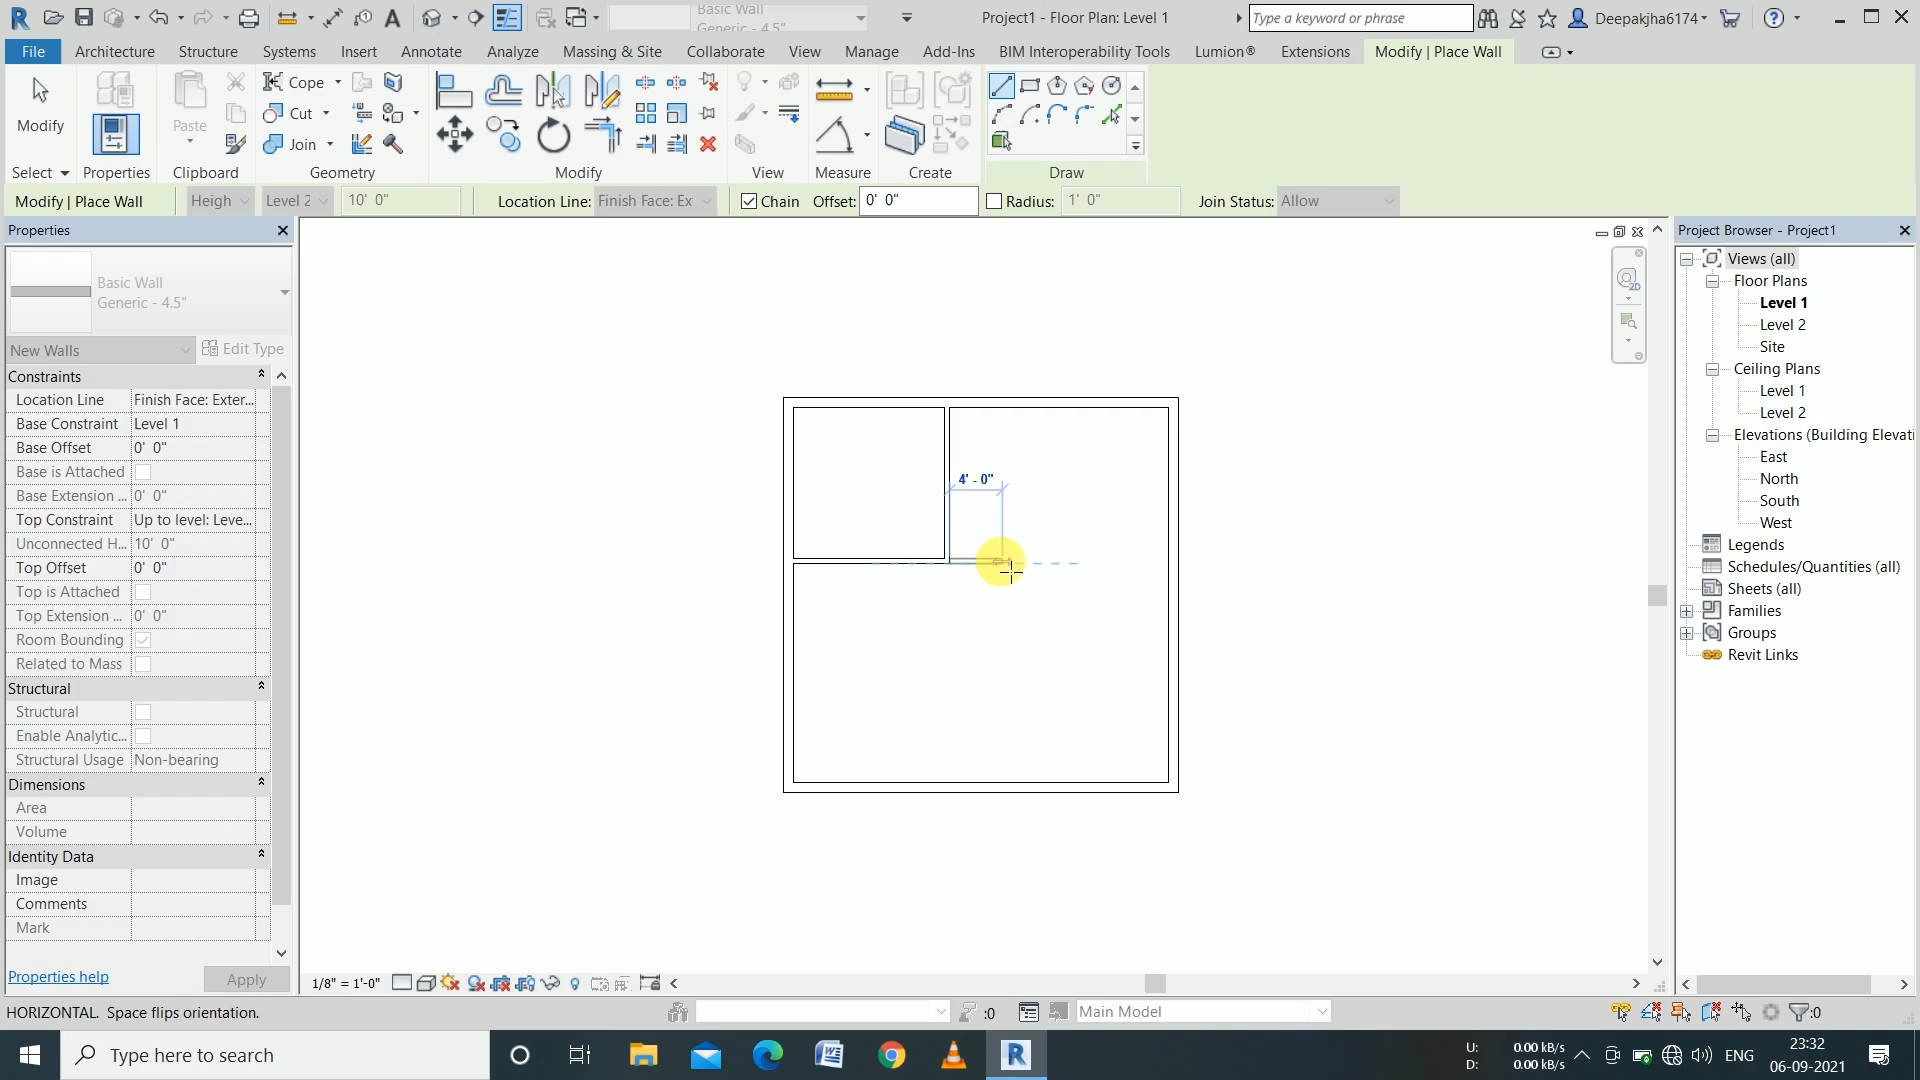 Basic Wall
Generic - 4.5"
Project1 - Floor Plan: Level 1
Type a keyword or phrase
Deepakjha6174
File
Architecture
Structure
Systems
Insert
Annotate
Analyze
Massing & Site
Collaborate
View
Manage
Add-Ins
BIM Interoperability Tools
Lumion®
Extensions
Modify | Place Wall
Modify
Paste
Cope
Cut
Join
Select
Properties
Clipboard
Geometry
Modify
View
Measure
Create
Draw
Modify | Place Wall
Heigh
Level 2
10' 0"
Location Line:
Finish Face: Ex
Chain
Offset:
0' 0"
Radius:
1' 0"
Join Status:
Allow
Properties
Basic Wall
Generic - 4.5"
New Walls
Edit Type
Constraints
Location Line
Finish Face: Exter...
Base Constraint
Level 1
Base Offset
0' 0"
Base is Attached
Base Extension ...
0' 0"
Top Constraint
Up to level: Leve...
Unconnected H...
10' 0"
Top Offset
0' 0"
Top is Attached
Top Extension ...
0' 0"
Room Bounding
Related to Mass
Structural
Structural
Enable Analytic...
Structural Usage
Non-bearing
Dimensions
Area
Volume
Identity Data
Image
Comments
Mark
Properties help
Apply
4' - 0"
2D
Project Browser - Project1
Views (all)
Floor Plans
Level 1
Level 2
Site
Ceiling Plans
Level 1
Level 2
Elevations (Building Elevati
East
North
South
West
Legends
Schedules/Quantities (all)
Sheets (all)
Families
Groups
Revit Links
1/8" = 1'-0"
HORIZONTAL. Space flips orientation.
:0
Main Model
:0
Type here to search
U: 0.00 kB/s
D: 0.00 kB/s
ENG
23:32
06-09-2021